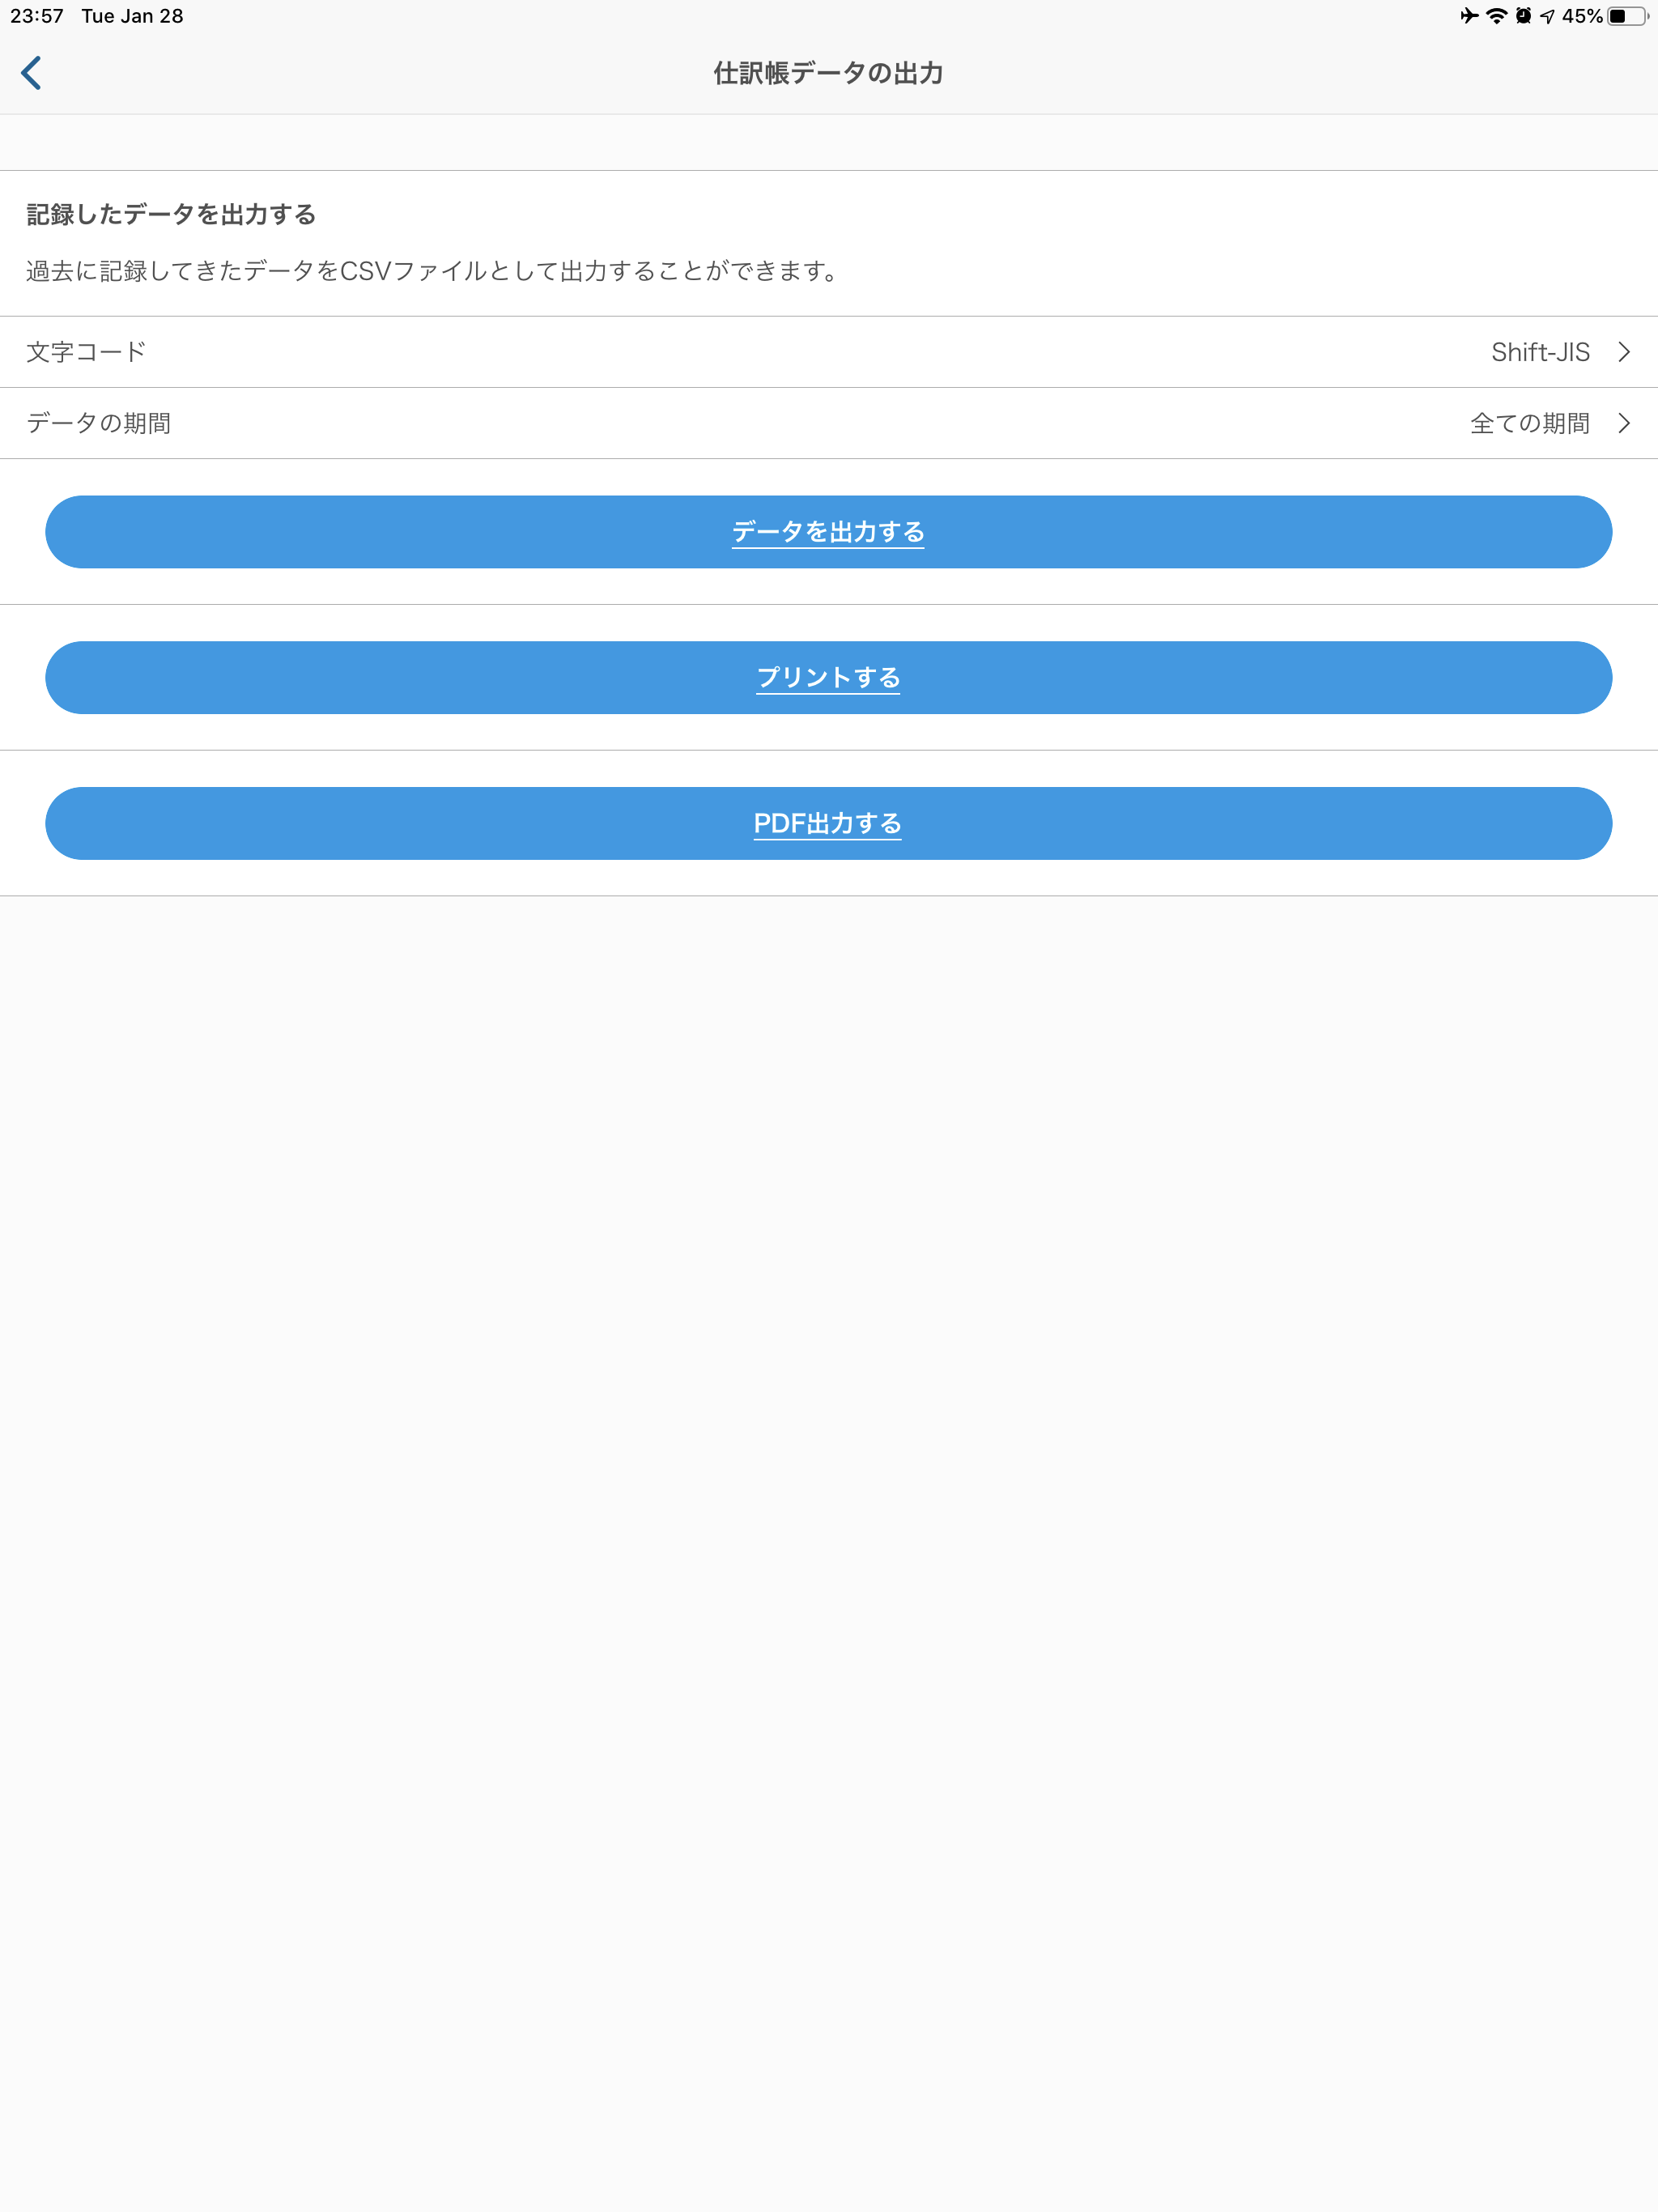 23:57 Tue Jan 28
45%
仕訳帳データの出力
記録したデータを出力する
過去に記録してきたデータをCSVファイルとして出力することができます。
文字コード Shift-JIS
データの期間 全ての期間
データを出力する
プリントする
PDF出力する